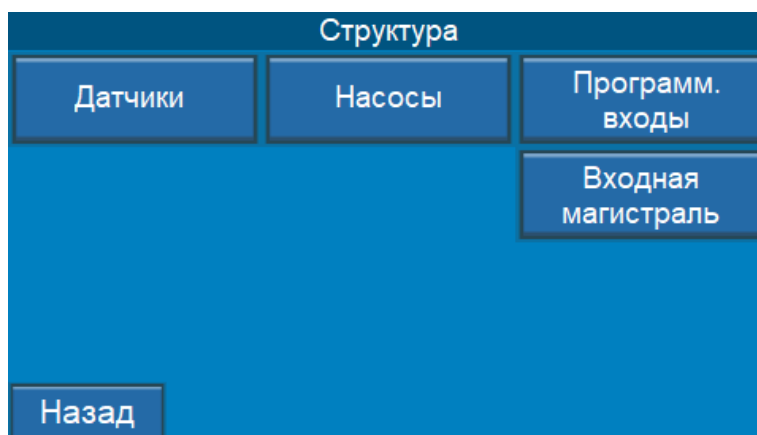 Структура
Датчики
Насосы
Программ.
входы
Входная
магистраль
Назад